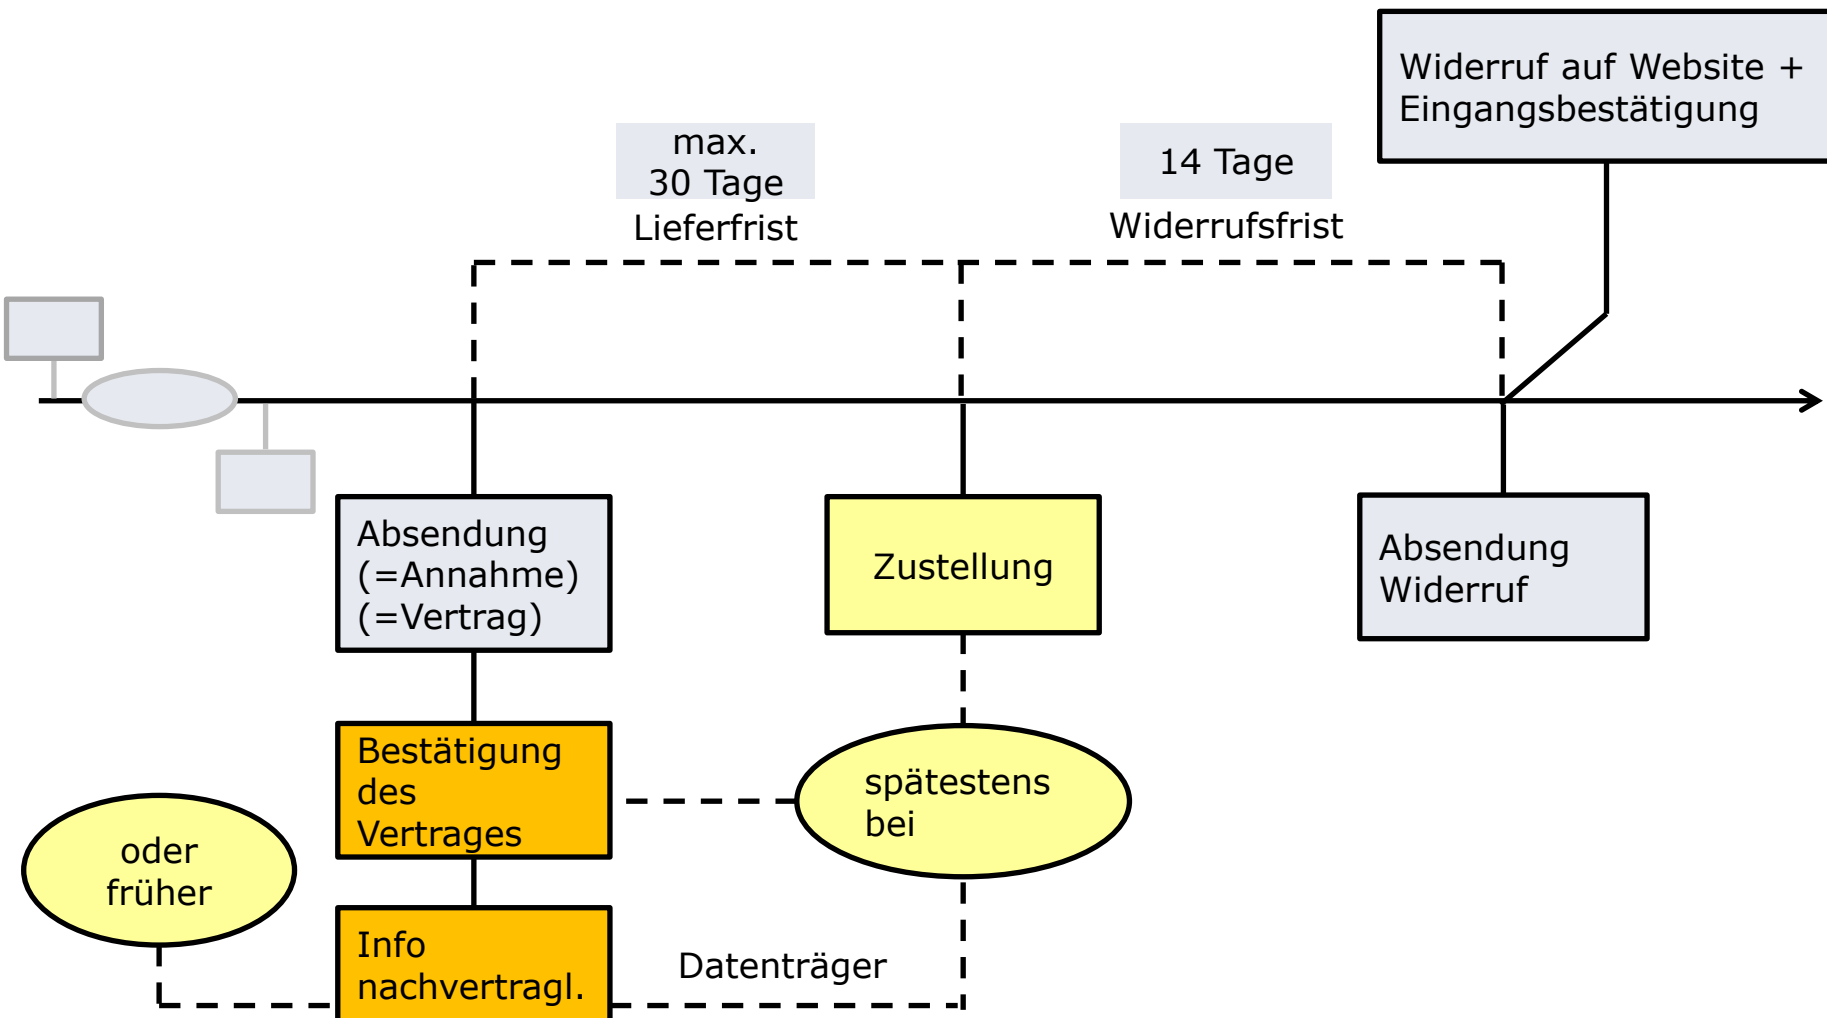 Widerruf auf Website +
Eingangsbestätigung
max.
30 Tage
Lieferfrist
14 Tage
Widerrufsfrist
Absendung
(=Annahme)
(=Vertrag)
Zustellung
Absendung
Widerruf
Bestätigung
des
Vertrages
spätestens
bei
oder
früher
Info
nachvertragl.
Datenträger